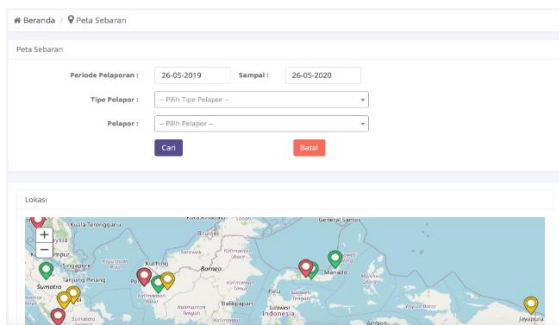 Beranda / Peta Sebaran
Peta Sebaran
Periode Pelaporan : 26-05-2019 Sampai : 26-05-2020
Tipe Pelapor : -- Pilih Tipe Pelapor --
Pelapor : -- Pilih Pelapor --
Cari Batal
Lokasi
Kuala Terengganu
General Santos
+
−
Singapore
Kuching
Borneo
Manado
Tanjung Pinang
Sumatra
Balikpapan
Indonesia
Ambon
Jayapura